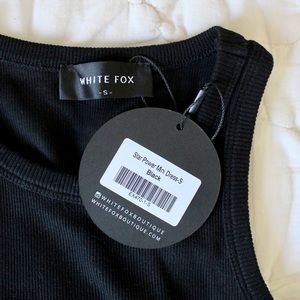 WHITE FOX
-S-
Star Power Mini Dress-S
Black
WHITEFOXBOUTIQUE
WHITEFOXBOUTIQUE.COM